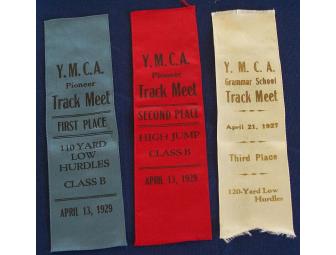 Y.M.C.A.
Pioneer
Track Meet
FIRST PLACE
110 YARD
LOW
HURDLES
CLASS B
APRIL 13, 1929
Y.M.C.A.
Pioneer
Track Meet
SECOND PLACE
HIGH JUMP
CLASS B
APRIL 13, 1929
Y. M. C. A.
Grammar School
Track Meet
April 21, 1927
Third Place
120-Yard Low
Hurdles